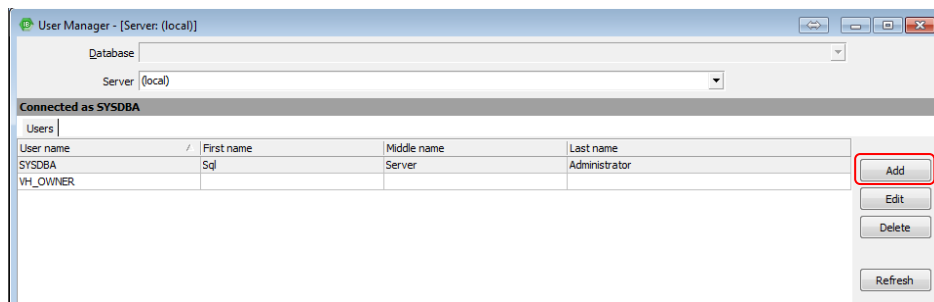 User Manager - [Server: (local)]
Database
Server (local)
Connected as SYSDBA
Users
User name First name Middle name Last name
SYSDBA Sql Server Administrator
VH_OWNER
Add
Edit
Delete
Refresh